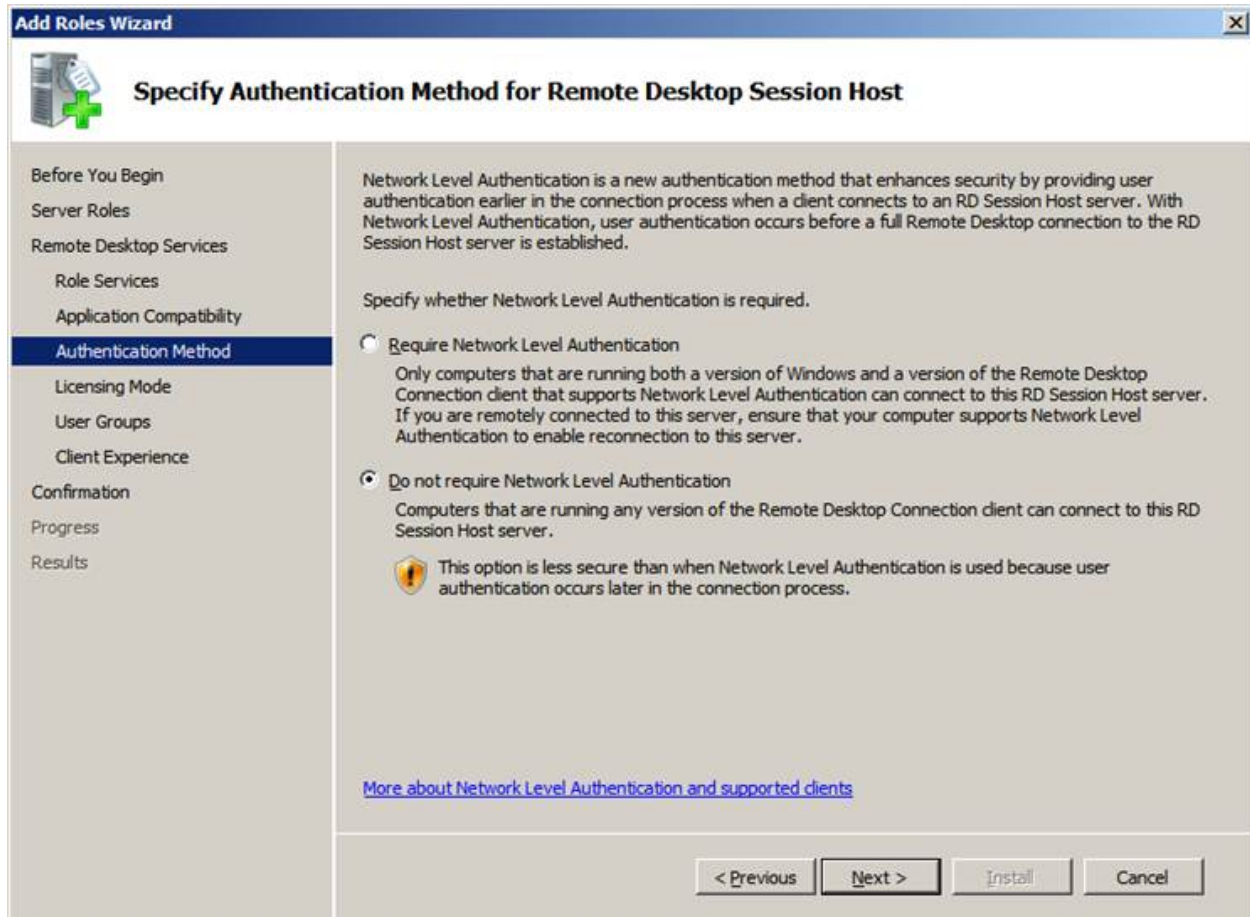 Add Roles Wizard
Specify Authentication Method for Remote Desktop Session Host
Before You Begin
Server Roles
Remote Desktop Services
Role Services
Application Compatibility
Authentication Method
Licensing Mode
User Groups
Client Experience
Confirmation
Progress
Results
Network Level Authentication is a new authentication method that enhances security by providing user
authentication earlier in the connection process when a client connects to an RD Session Host server. With
Network Level Authentication, user authentication occurs before a full Remote Desktop connection to the RD
Session Host server is established.
Specify whether Network Level Authentication is required.
Require Network Level Authentication
Only computers that are running both a version of Windows and a version of the Remote Desktop
Connection client that supports Network Level Authentication can connect to this RD Session Host server.
If you are remotely connected to this server, ensure that your computer supports Network Level
Authentication to enable reconnection to this server.
Do not require Network Level Authentication
Computers that are running any version of the Remote Desktop Connection client can connect to this RD
Session Host server.
This option is less secure than when Network Level Authentication is used because user
authentication occurs later in the connection process.
More about Network Level Authentication and supported clients
< Previous
Next >
Install
Cancel